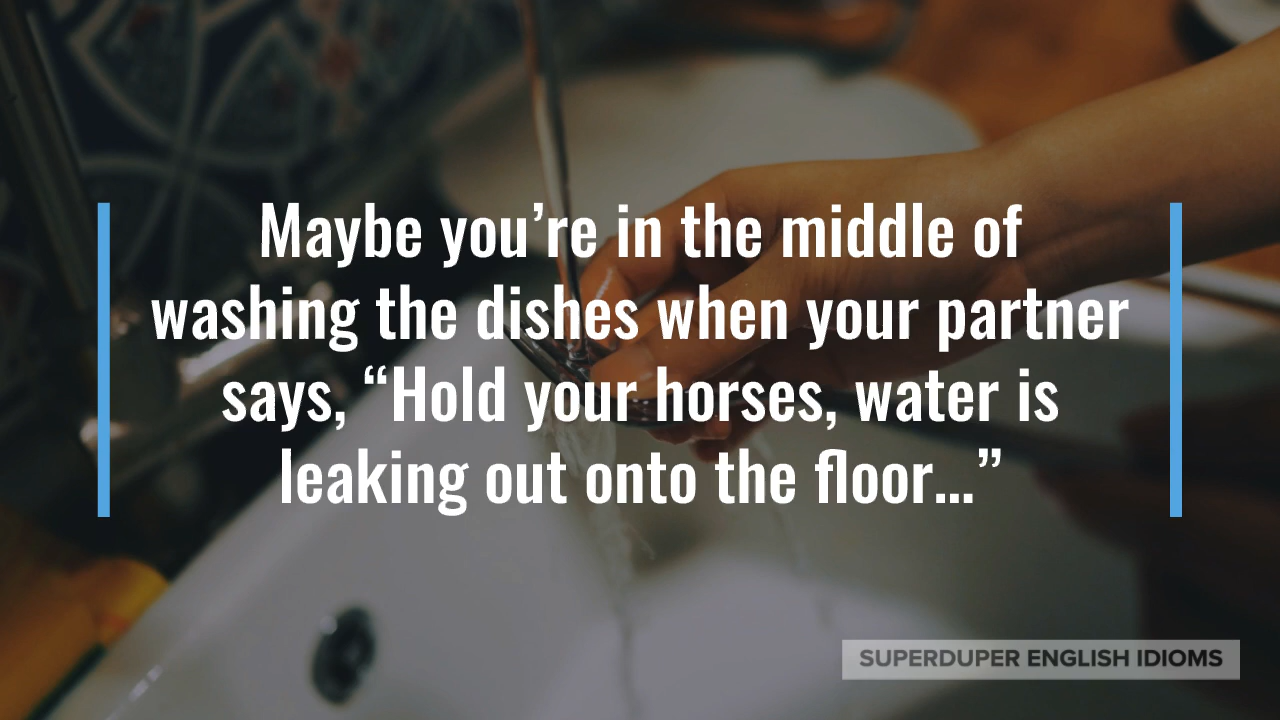 Maybe you’re in the middle of
washing the dishes when your partner
says, “Hold your horses, water is
leaking out onto the floor...”
SUPERDUPER ENGLISH IDIOMS